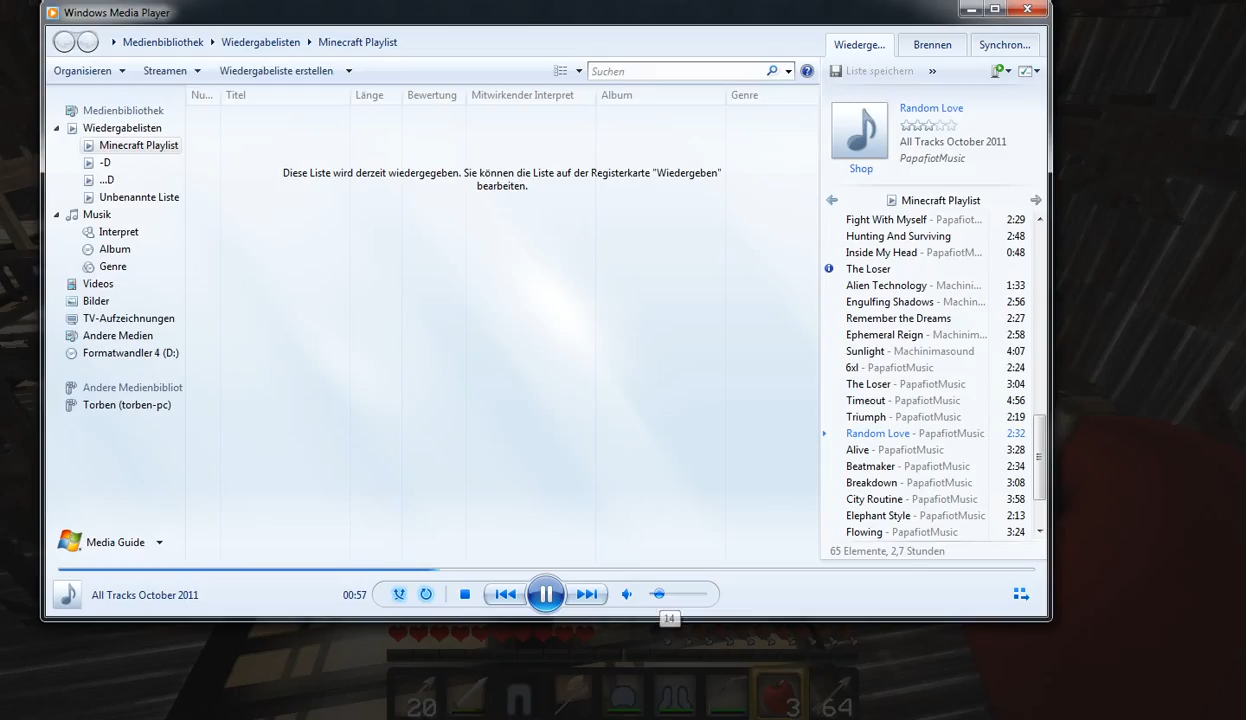 Windows Media Player
Medienbibliothek Wiedergabelisten Minecraft Playlist
Wiederge... Brennen Synchron...
Organisieren Streamen Wiedergabeliste erstellen
Suchen
Liste speichern »
Nu... Titel Länge Bewertung Mitwirkender Interpret Album Genre
Medienbibliothek
Wiedergabelisten
Minecraft Playlist
-D
...D
Unbenannte Liste
Musik
Interpret
Album
Genre
Videos
Bilder
TV-Aufzeichnungen
Andere Medien
Formatwandler 4 (D:)
Andere Medienbibliot
Torben (torben-pc)
Media Guide
Diese Liste wird derzeit wiedergegeben. Sie können die Liste auf der Registerkarte "Wiedergeben"
bearbeiten.
Random Love
All Tracks October 2011
PapafiotMusic
Shop
Minecraft Playlist
Fight With Myself - Papafiot... 2:29
Hunting And Surviving 2:48
Inside My Head - PapafiotM... 0:48
The Loser
Alien Technology - Machini... 1:33
Engulfing Shadows - Machin... 2:56
Remember the Dreams 2:27
Ephemeral Reign - Machinim... 2:58
Sunlight - Machinimasound 4:07
6xl - PapafiotMusic 2:24
The Loser - PapafiotMusic 3:04
Timeout - PapafiotMusic 4:56
Triumph - PapafiotMusic 2:19
Random Love - PapafiotMusic 2:32
Alive - PapafiotMusic 3:28
Beatmaker - PapafiotMusic 2:34
Breakdown - PapafiotMusic 3:08
City Routine - PapafiotMusic 3:58
Elephant Style - PapafiotMusic 2:13
Flowing - PapafiotMusic 3:24
65 Elemente, 2,7 Stunden
All Tracks October 2011 00:57
14
20 3 64